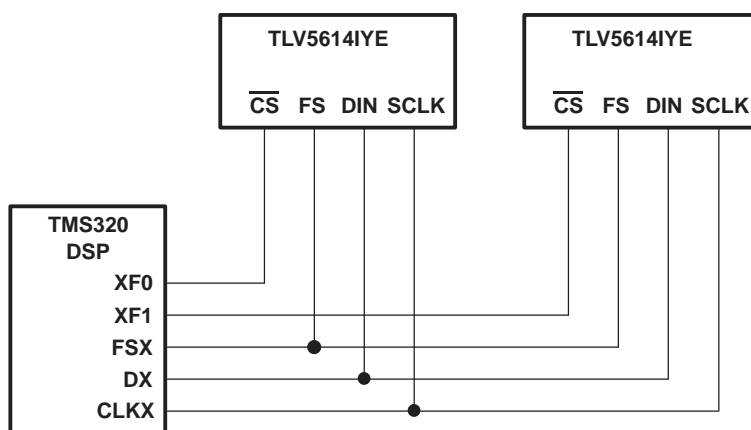 TLV5614IYE
CS FS DIN SCLK
TLV5614IYE
CS FS DIN SCLK
TMS320
DSP
XF0
XF1
FSX
DX
CLKX